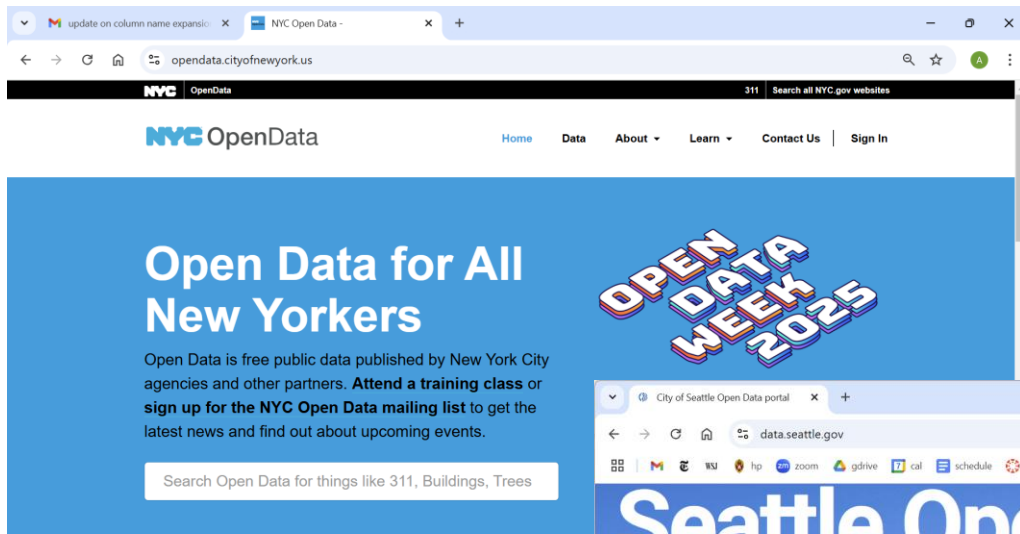 update on column name expansio
NYC Open Data -
opendata.cityofnewyork.us
A
NYC OpenData
311 Search all NYC.gov websites
NYC OpenData
Home Data About Learn Contact Us Sign In
Open Data for All
New Yorkers
Open Data is free public data published by New York City
agencies and other partners. Attend a training class or
sign up for the NYC Open Data mailing list to get the
latest news and find out about upcoming events.
Search Open Data for things like 311, Buildings, Trees
OPEN
DATA
WEEK
2025
City of Seattle Open Data portal
data.seattle.gov
WSJ hp zm zoom gdrive 7 cal schedule
Seattle Ope